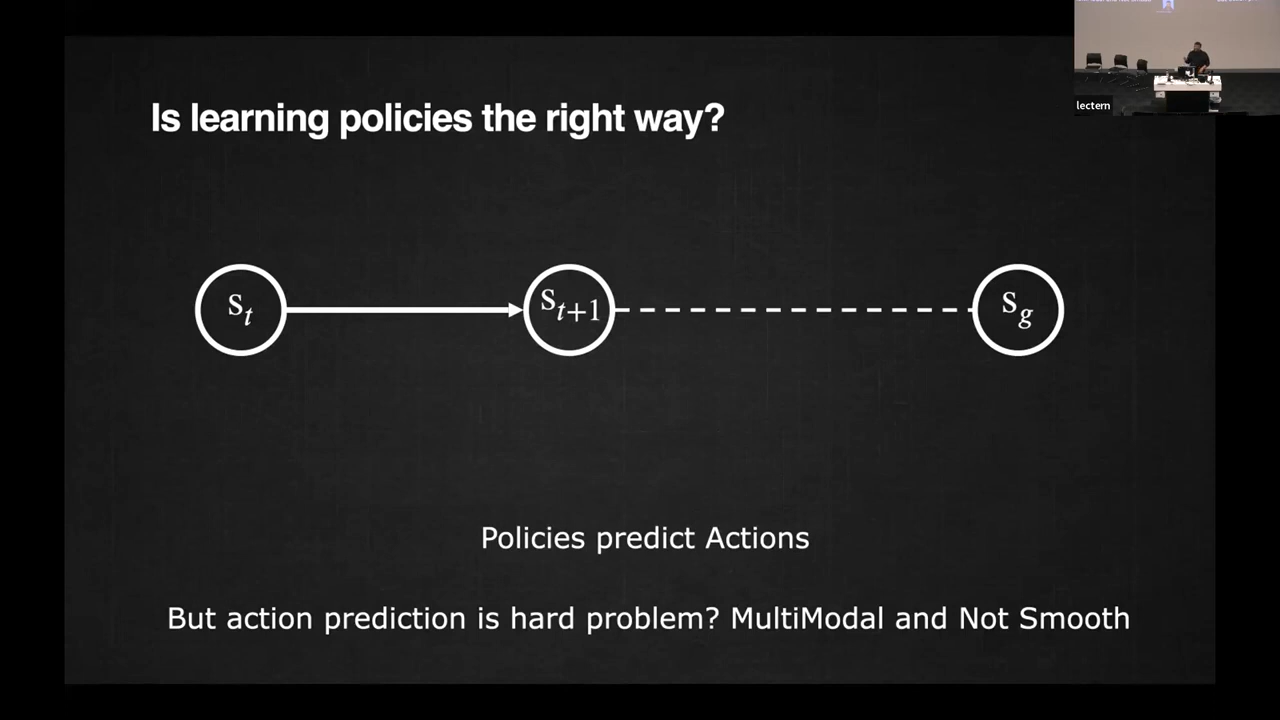 Is learning policies the right way?
lectern
s_t
s_{t+1}
s_g
Policies predict Actions
But action prediction is hard problem? MultiModal and Not Smooth